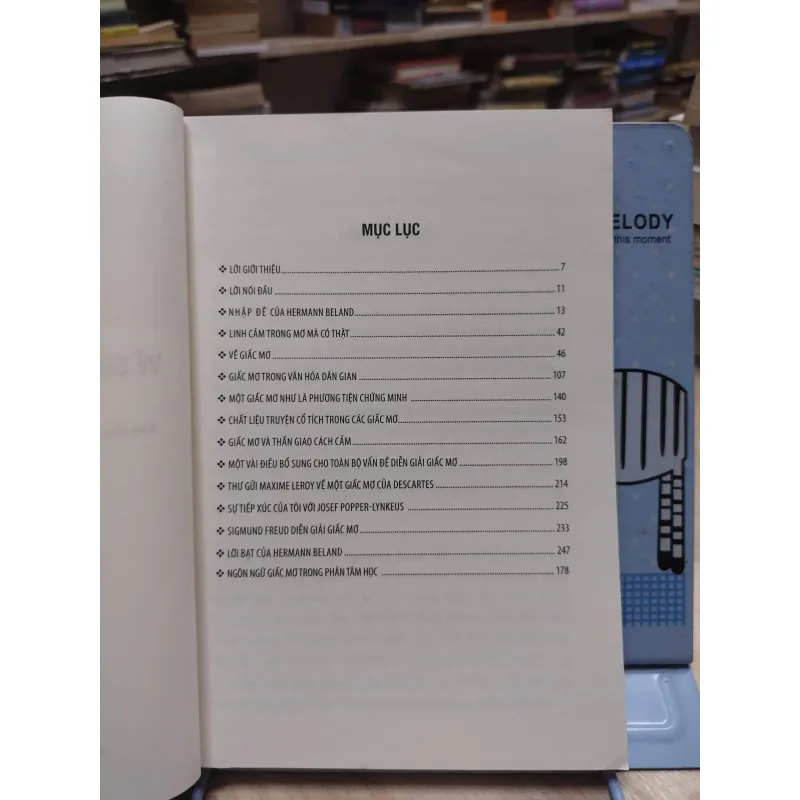 MỤC LỤC
❖ LỜI GIỚI THIỆU 7
❖ LỜI NÓI ĐẦU 11
❖ NHẬP ĐỀ CỦA HERMANN BELAND 13
❖ LINH CẢM TRONG MƠ MÀ CÓ THẬT 42
❖ VỀ GIẤC MƠ 46
❖ GIẤC MƠ TRONG VĂN HÓA DÂN GIAN 107
❖ MỘT GIẤC MƠ NHƯ LÀ PHƯƠNG TIỆN CHỨNG MINH 140
❖ CHẤT LIỆU TRUYỆN CỔ TÍCH TRONG CÁC GIẤC MƠ 153
❖ GIẤC MƠ VÀ THẦN GIAO CÁCH CẢM 162
❖ MỘT VÀI ĐIỀU BỔ SUNG CHO TOÀN BỘ VẤN ĐỀ DIỄN GIẢI GIẤC MƠ 198
❖ THƯ GỬI MAXIME LEROY VỀ MỘT GIẤC MƠ CỦA DESCARTES 214
❖ SỰ TIẾP XÚC CỦA TÔI VỚI JOSEF POPPER-LYNKEUS 225
❖ SIGMUND FREUD DIỄN GIẢI GIẤC MƠ 233
❖ LỜI BẠT CỦA HERMANN BELAND 247
❖ NGÔN NGỮ GIẤC MƠ TRONG PHÂN TÂM HỌC 178
ELODY
this moment